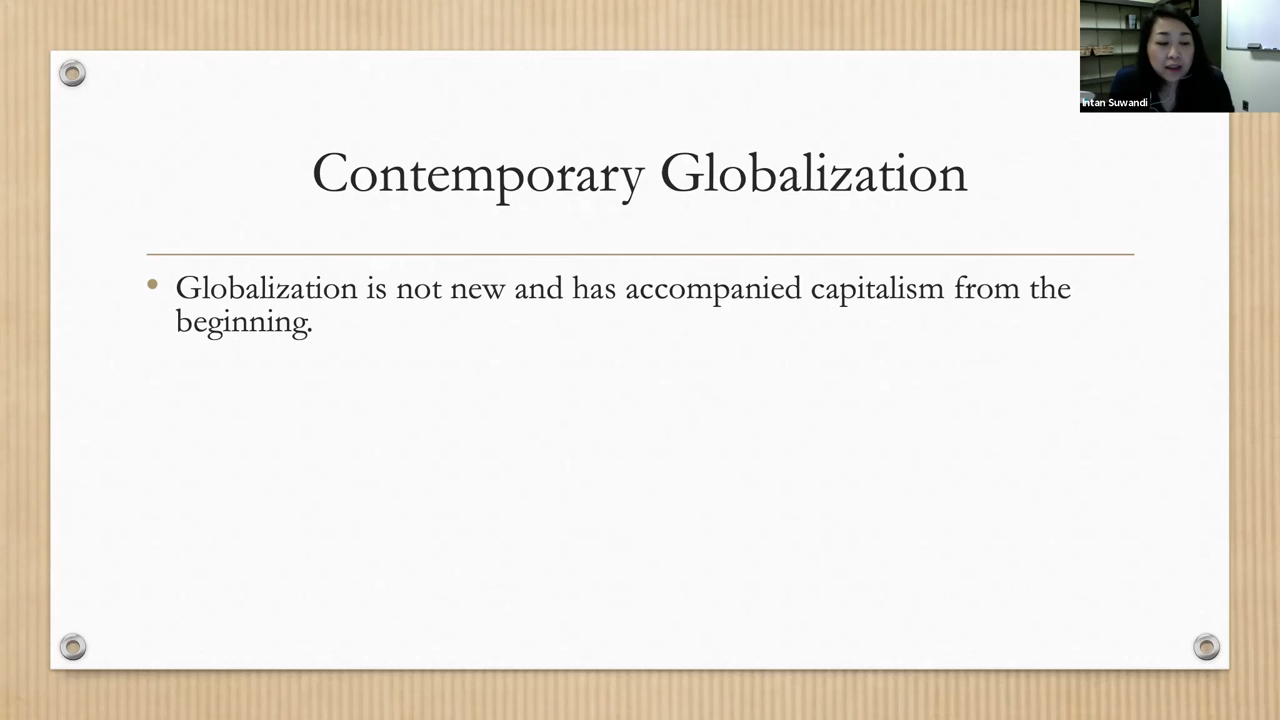 Intan Suwandi
Contemporary Globalization
• Globalization is not new and has accompanied capitalism from the
beginning.